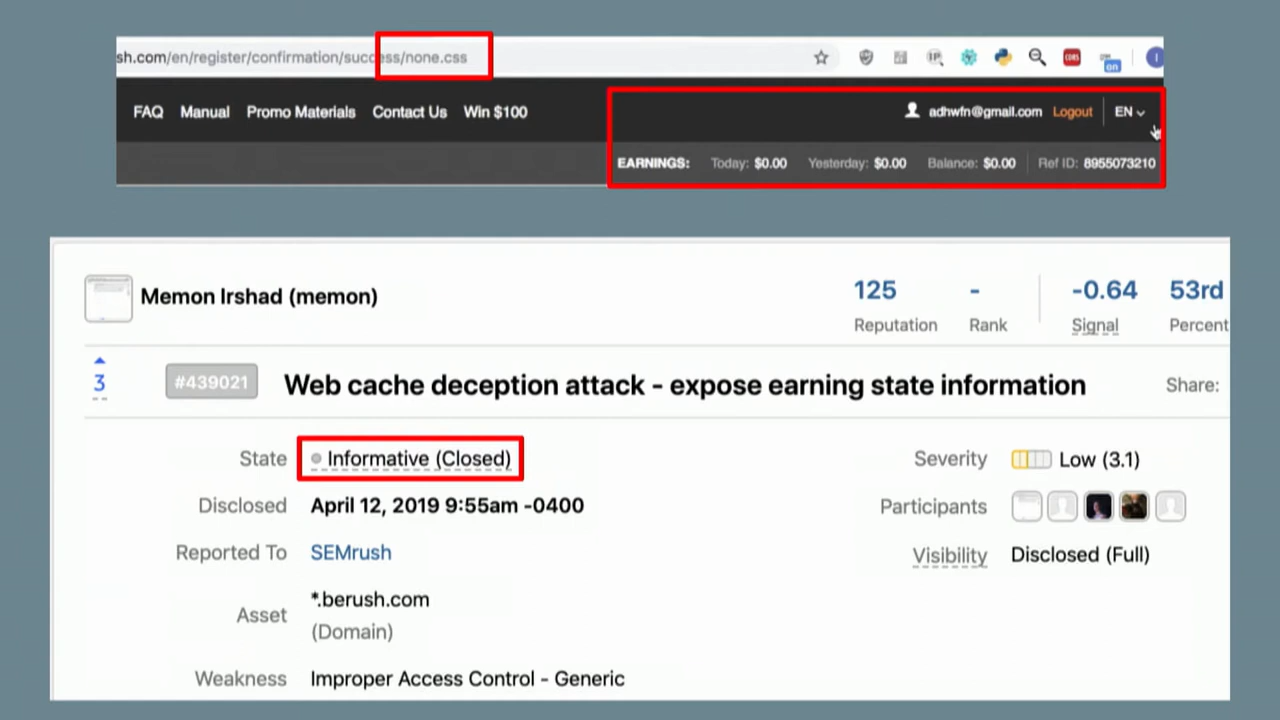 sh.com/en/register/confirmation/success/none.css
on
FAQ Manual Promo Materials Contact Us Win $100
adhwfn@gmail.com Logout EN
EARNINGS: Today: $0.00 Yesterday: $0.00 Balance: $0.00 Ref ID: 8955073210
Memon Irshad (memon)
125 - -0.64 53rd
Reputation Rank Signal Percent
3 #439021 Web cache deception attack - expose earning state information Share:
State Informative (Closed) Severity Low (3.1)
Disclosed April 12, 2019 9:55am -0400 Participants
Reported To SEMrush Visibility Disclosed (Full)
Asset *.berush.com
(Domain)
Weakness Improper Access Control - Generic